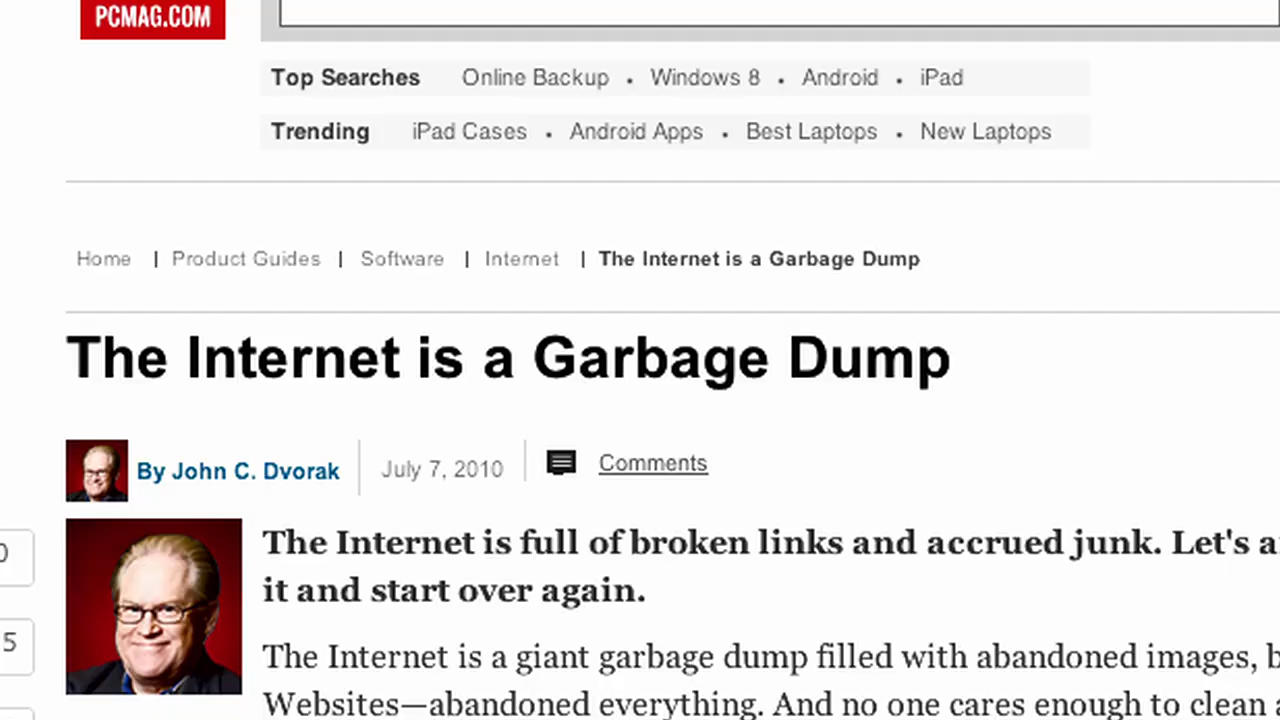 PCMAG.COM
Top Searches Online Backup • Windows 8 • Android • iPad
Trending iPad Cases • Android Apps • Best Laptops • New Laptops
Home | Product Guides | Software | Internet | The Internet is a Garbage Dump
The Internet is a Garbage Dump
By John C. Dvorak July 7, 2010 Comments
The Internet is full of broken links and accrued junk. Let's
it and start over again.
The Internet is a giant garbage dump filled with abandoned images,
5
Websites—abandoned everything. And no one cares enough to clean